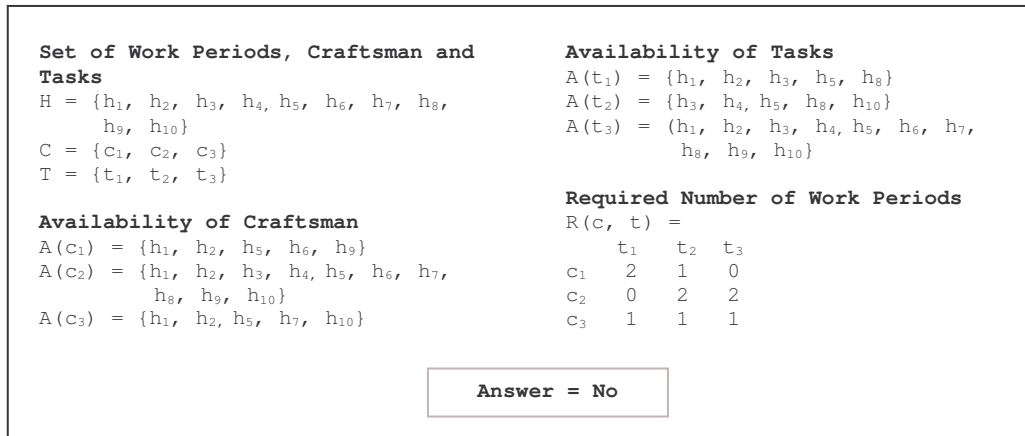 Set of Work Periods, Craftsman and
Tasks
H = {h₁, h₂, h₃, h₄, h₅, h₆, h₇, h₈,
h₉, h₁₀}
C = {c₁, c₂, c₃}
T = {t₁, t₂, t₃}
Availability of Craftsman
A(c₁) = {h₁, h₂, h₅, h₆, h₉}
A(c₂) = {h₁, h₂, h₃, h₄, h₅, h₆, h₇,
h₈, h₉, h₁₀}
A(c₃) = {h₁, h₂, h₅, h₇, h₁₀}
Availability of Tasks
A(t₁) = {h₁, h₂, h₃, h₅, h₈}
A(t₂) = {h₃, h₄, h₅, h₈, h₁₀}
A(t₃) = (h₁, h₂, h₃, h₄, h₅, h₆, h₇,
h₈, h₉, h₁₀}
Required Number of Work Periods
R(c, t) =
t₁ t₂ t₃
c₁ 2 1 0
c₂ 0 2 2
c₃ 1 1 1
Answer = No